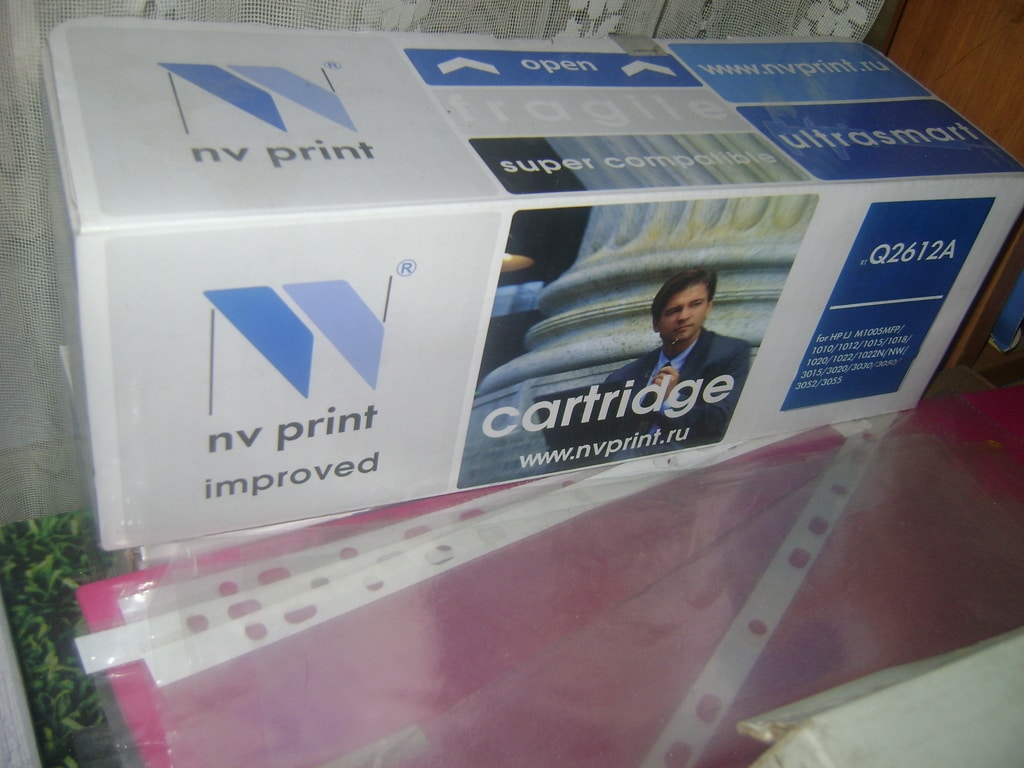 ®
nv print
open
fragile
super compatible
www.nvprint.ru
ultrasmart
®
nv print
improved
cartridge
www.nvprint.ru
Q2612A
for HP LJ M1005MFP/
1010/1012/1015/1018/
1020/1022/1022N/NW/
3015/3020/3030/3050
3052/3055